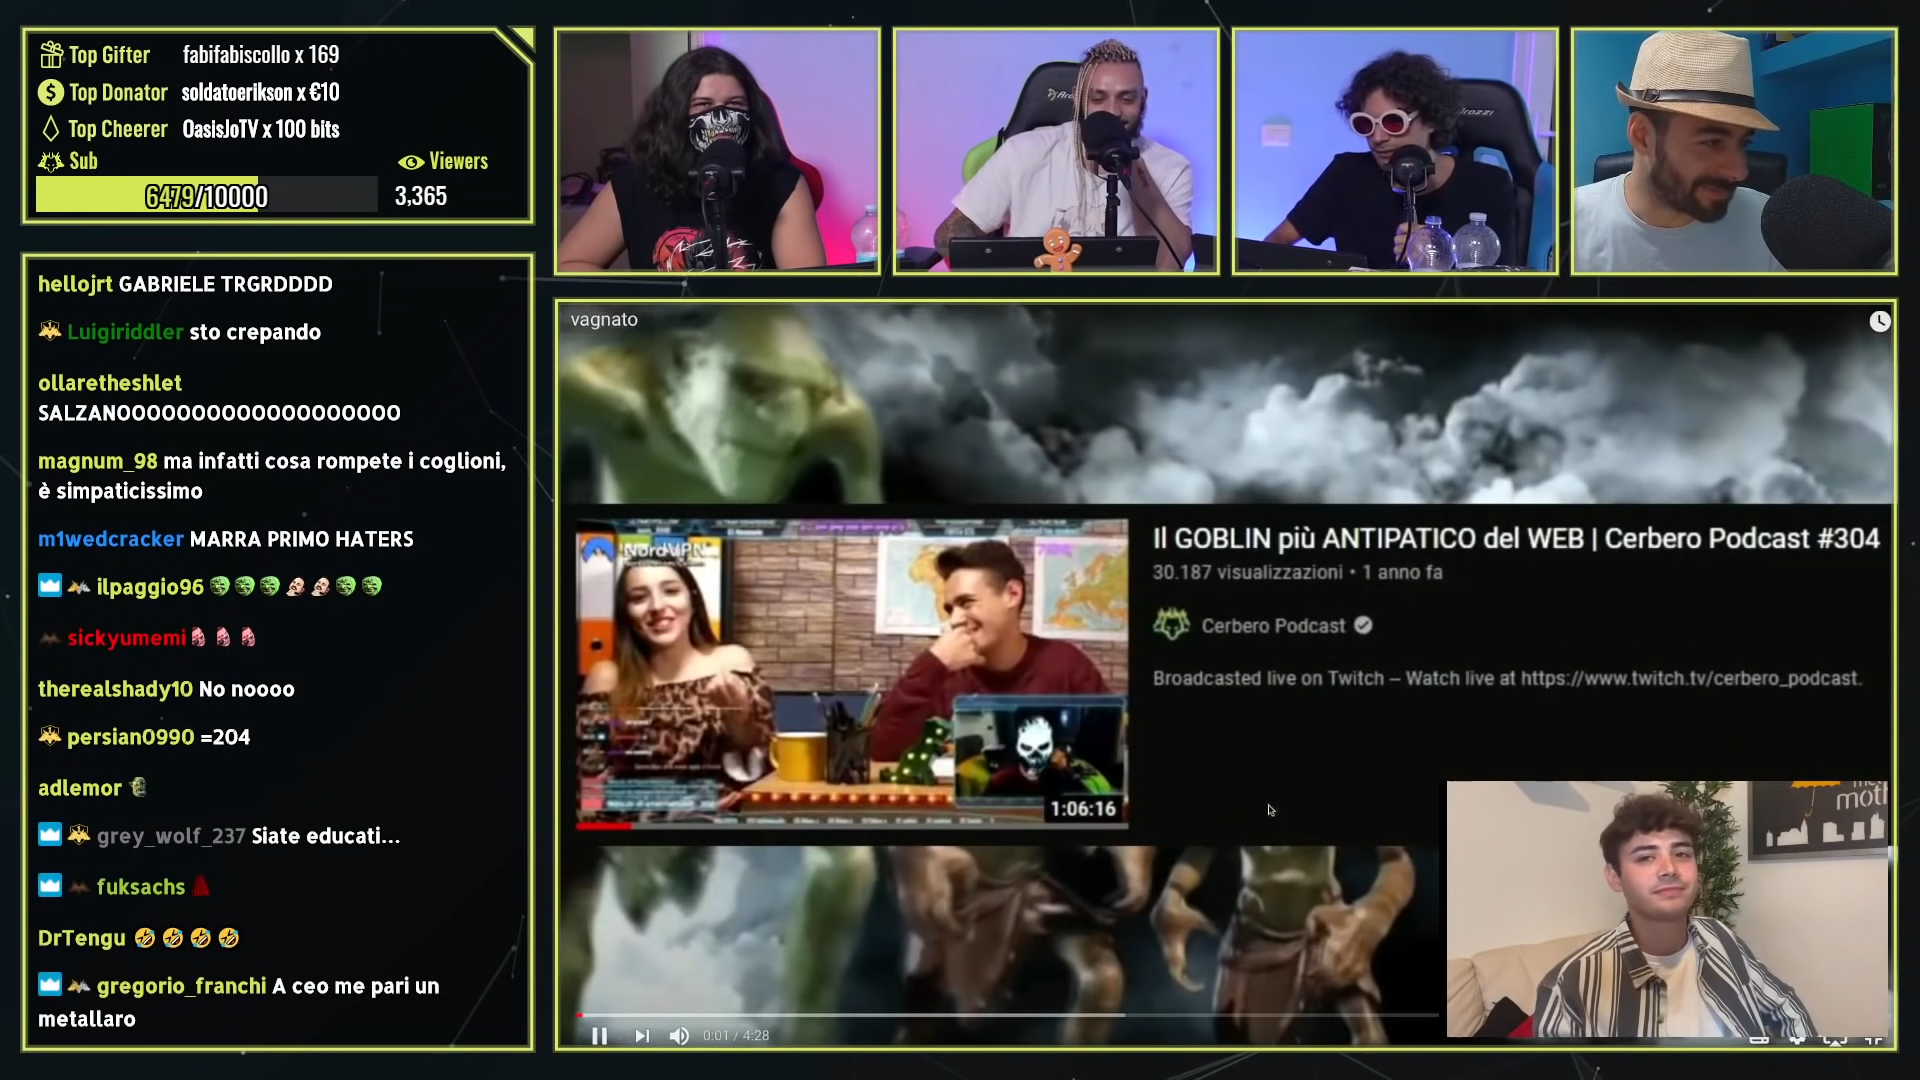 Top Gifter fabifabiscollo x 169
Top Donator soldatoerikson x €10
Top Cheerer OasisJoTV x 100 bits
Sub
Viewers
6479/10000
3,365
hellojrt GABRIELE TRGRDDDD
Luigiriddler sto crepando
ollaretheshlet
SALZANOOOOOOOOOOOOOOOOOOO
magnum_98 ma infatti cosa rompete i coglioni,
è simpaticissimo
m1wedcracker MARRA PRIMO HATERS
ilpaggio96
sickyumemi
therealshady10 No noooo
persian0990 =204
adlemor
grey_wolf_237 Siate educati...
fuksachs
DrTengu
gregorio_franchi A ceo me pari un
metallaro
vagnato
NordVPN
1:06:16
Il GOBLIN più ANTIPATICO del WEB | Cerbero Podcast #304
30.187 visualizzazioni • 1 anno fa
Cerbero Podcast
Broadcasted live on Twitch -- Watch live at https://www.twitch.tv/cerbero_podcast.
0:01 / 4:28